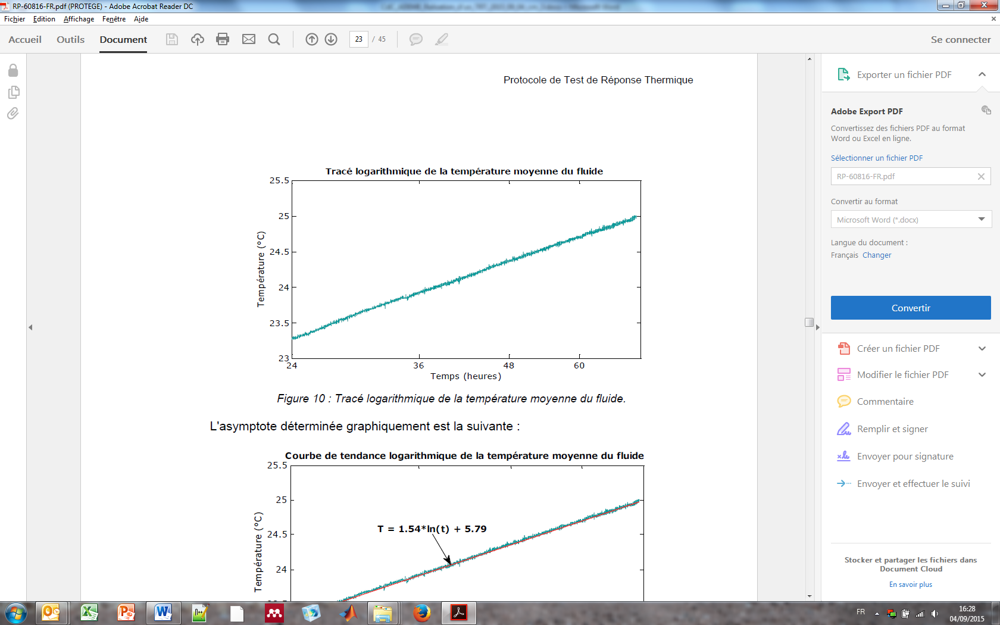 RP-60816-FR.pdf (PROTEGE) - Adobe Acrobat Reader DC
Fichier Edition Affichage Fenêtre Aide
Accueil Outils Document 23 / 45 Se connecter
Protocole de Test de Réponse Thermique
Tracé logarithmique de la température moyenne du fluide
25.5
25
24.5
24
23.5
23
Température (°C)
24 36 48 60
Temps (heures)
Figure 10 : Tracé logarithmique de la température moyenne du fluide.
L'asymptote déterminée graphiquement est la suivante :
Courbe de tendance logarithmique de la température moyenne du fluide
25.5
25
24.5
24
Température (°C)
T = 1.54*ln(t) + 5.79
Exporter un fichier PDF
Adobe Export PDF
Convertissez des fichiers PDF au format
Word ou Excel en ligne.
Sélectionner un fichier PDF
RP-60816-FR.pdf
Convertir au format
Microsoft Word (*.docx)
Langue du document :
Français Changer
Convertir
Créer un fichier PDF
Modifier le fichier PDF
Commentaire
Remplir et signer
Envoyer pour signature
Envoyer et effectuer le suivi
Stocker et partager les fichiers dans
Document Cloud
En savoir plus
FR
16:28
04/09/2015